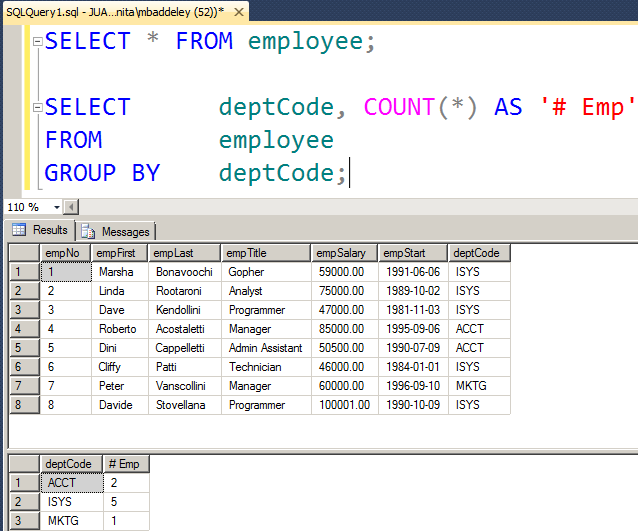 SQLQuery1.sql - JUA...nita\mbaddeley (52))*
SELECT * FROM employee;
SELECT deptCode, COUNT(*) AS '# Emp'
FROM employee
GROUP BY deptCode;
110 %
Results Messages
empNo empFirst empLast empTitle empSalary empStart deptCode
1 1 Marsha Bonavoochi Gopher 59000.00 1991-06-06 ISYS
2 2 Linda Rootaroni Analyst 75000.00 1989-10-02 ISYS
3 3 Dave Kendollini Programmer 47000.00 1981-11-03 ISYS
4 4 Roberto Acostaletti Manager 85000.00 1995-09-06 ACCT
5 5 Dini Cappelletti Admin Assistant 50500.00 1990-07-09 ACCT
6 6 Cliffy Patti Technician 46000.00 1984-01-01 ISYS
7 7 Peter Vanscollini Manager 60000.00 1996-09-10 MKTG
8 8 Davide Stovellana Programmer 100001.00 1990-10-09 ISYS
deptCode # Emp
1 ACCT 2
2 ISYS 5
3 MKTG 1